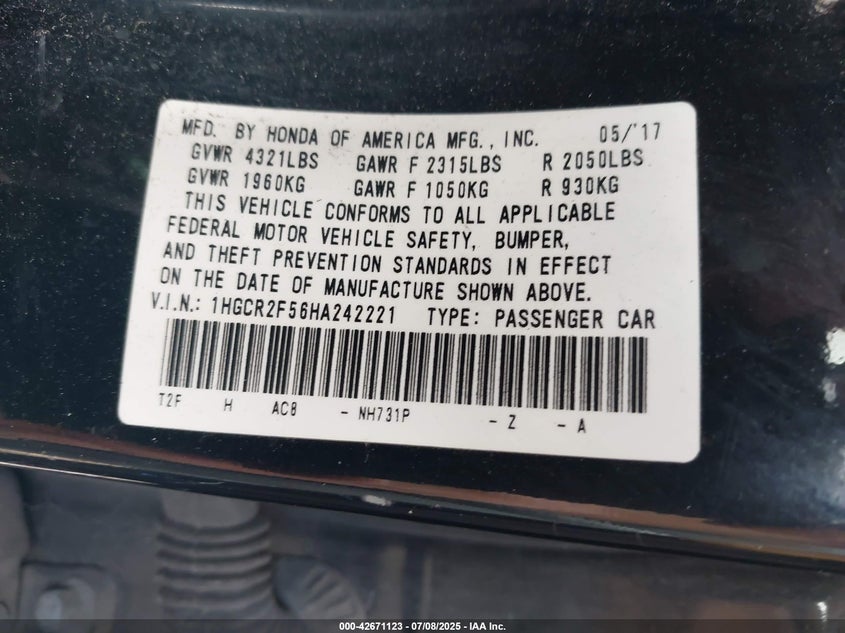 MFD. BY HONDA OF AMERICA MFG., INC. 05/'17
GVWR 4321LBS GAWR F 2315LBS R 2050LBS
GVWR 1960KG GAWR F 1050KG R 930KG
THIS VEHICLE CONFORMS TO ALL APPLICABLE
FEDERAL MOTOR VEHICLE SAFETY, BUMPER,
AND THEFT PREVENTION STANDARDS IN EFFECT
ON THE DATE OF MANUFACTURE SHOWN ABOVE.
V.I.N.: 1HGCR2F56HA242221 TYPE: PASSENGER CAR
T2F H AC8 - NH731P - Z - A
000-42671123 - 07/08/2025 - IAA Inc.